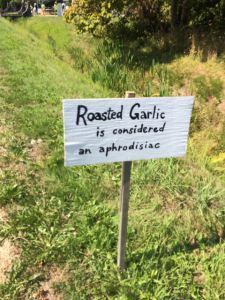 Roasted Garlic
is considered
an aphrodisiac